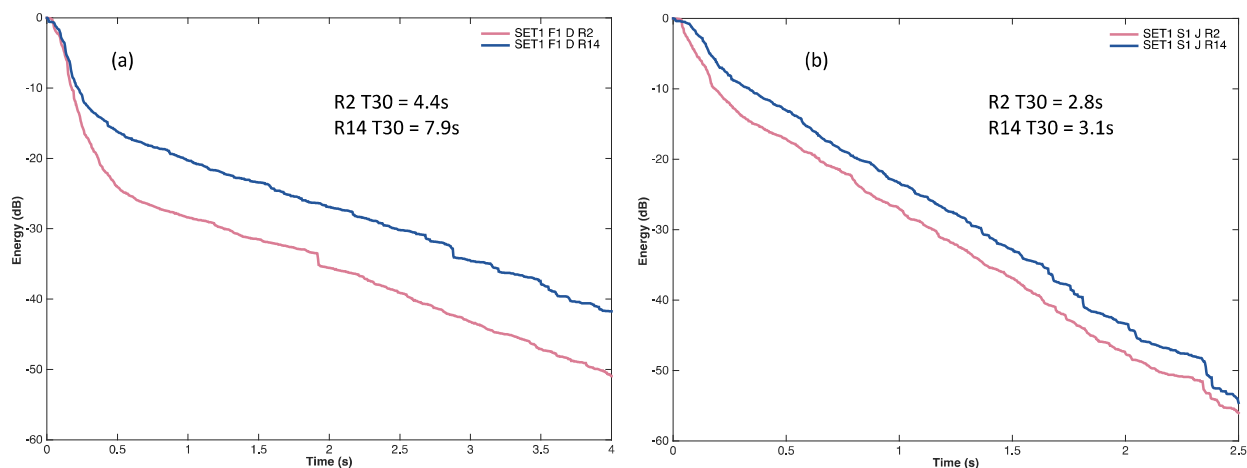 0
-10
-20
-30
-40
-50
-60
Energy (dB)
0
0.5
1
1.5
2
2.5
3
3.5
4
Time (s)
SET1 F1 D R2
SET1 F1 D R14
(a)
R2 T30 = 4.4s
R14 T30 = 7.9s
0
-10
-20
-30
-40
-50
-60
Energy (dB)
0
0.5
1
1.5
2
2.5
Time (s)
SET1 S1 J R2
SET1 S1 J R14
(b)
R2 T30 = 2.8s
R14 T30 = 3.1s